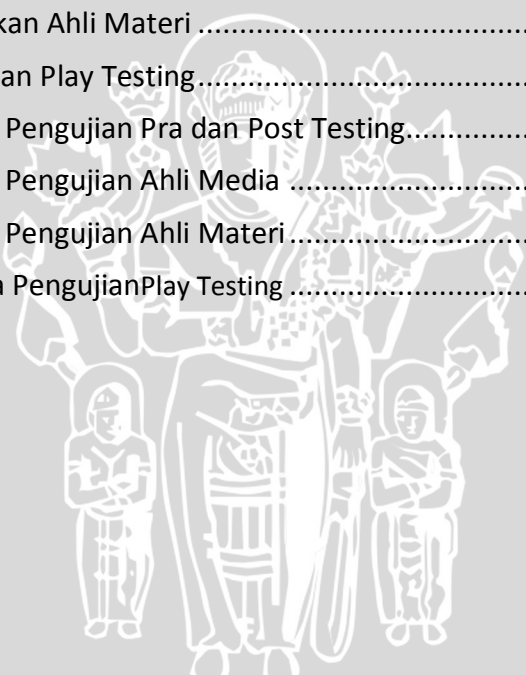 kan Ahli Materi ....................................
an Play Testing....................................
Pengujian Pra dan Post Testing.............
Pengujian Ahli Media ..........................
Pengujian Ahli Materi..........................
a PengujianPlay Testing ..........................